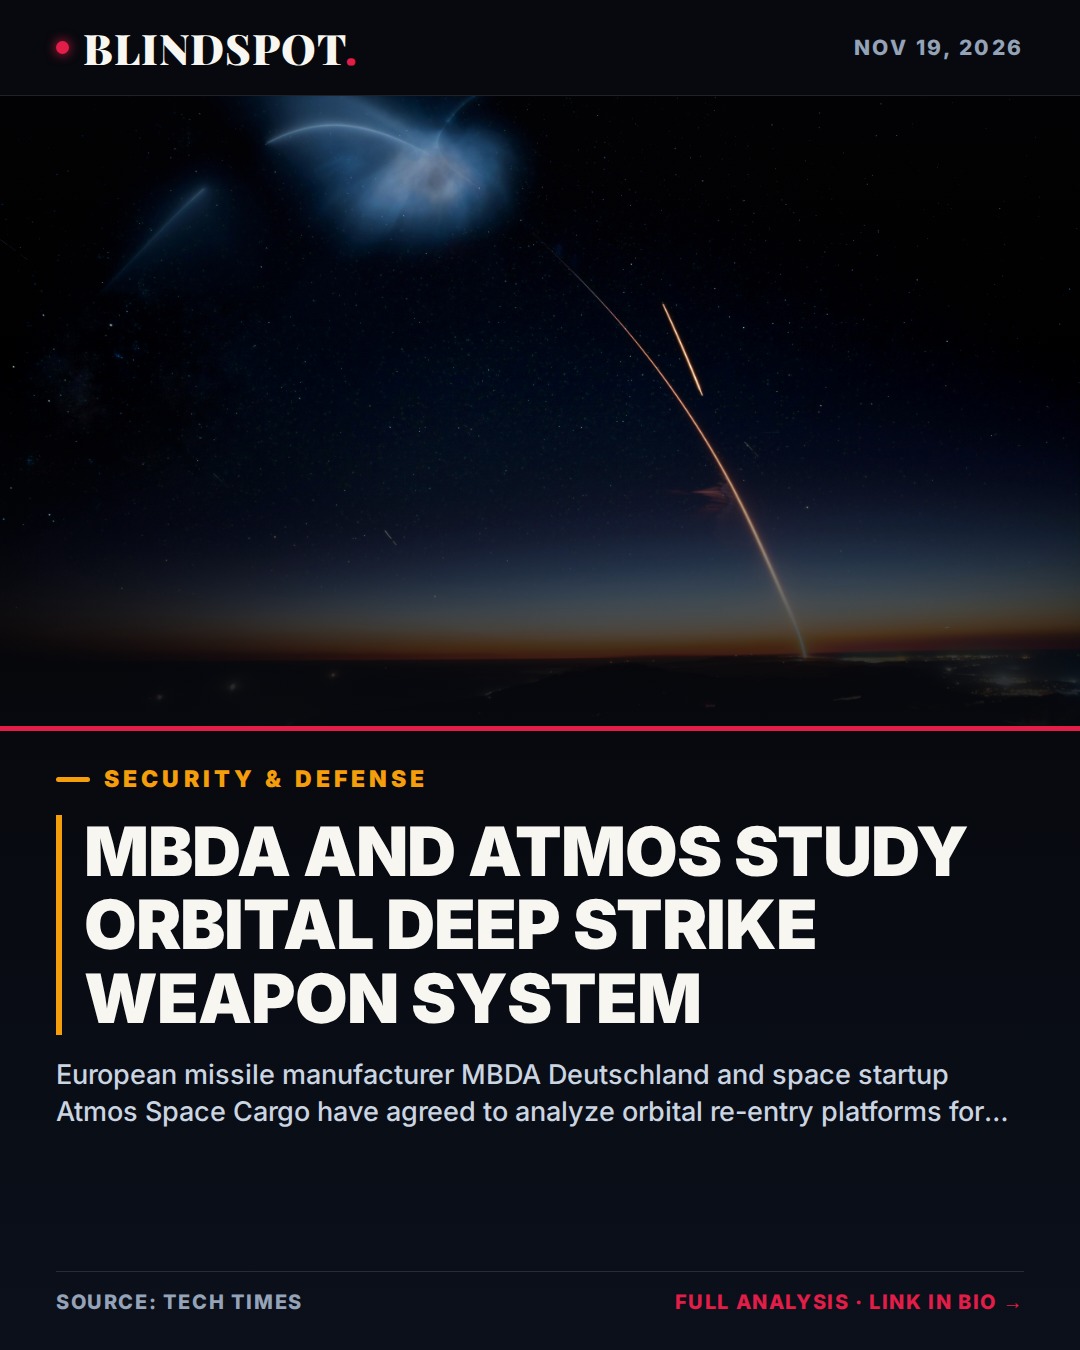 BLINDSPOT.
NOV 19, 2026
SECURITY & DEFENSE
MBDA AND ATMOS STUDY
ORBITAL DEEP STRIKE
WEAPON SYSTEM
European missile manufacturer MBDA Deutschland and space startup
Atmos Space Cargo have agreed to analyze orbital re-entry platforms for...
SOURCE: TECH TIMES
FULL ANALYSIS · LINK IN BIO →